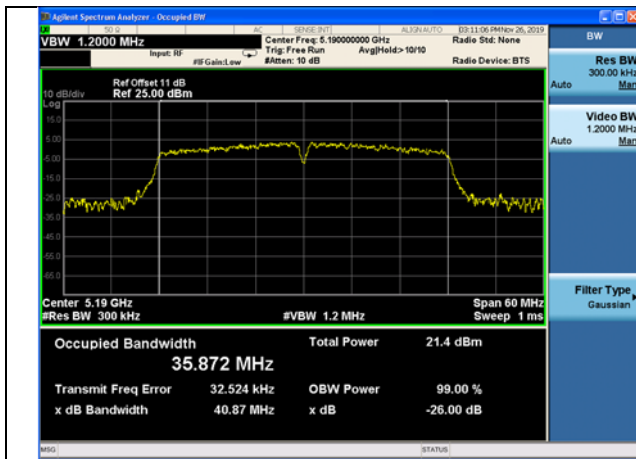 Agilent Spectrum Analyzer - Occupied BW
50 Ω AC SENSE:INT ALIGN AUTO 03:11:06 PM Nov 26, 2019
VBW 1.2000 MHz
Center Freq: 5.190000000 GHz Radio Std: None
Input: RF Trig: Free Run Avg|Hold:> 10/10
#IFGain:Low #Atten: 10 dB Radio Device: BTS
Ref Offset 11 dB
10 dB/div Ref 25.00 dBm
Log
15.0
5.00
-5.00
-15.0
-25.0
-35.0
-45.0
-55.0
-65.0
Center 5.19 GHz Span 60 MHz
#Res BW 300 kHz #VBW 1.2 MHz Sweep 1 ms
Occupied Bandwidth Total Power 21.4 dBm
35.872 MHz
Transmit Freq Error 32.524 kHz OBW Power 99.00 %
x dB Bandwidth 40.87 MHz x dB -26.00 dB
MSG STATUS
BW
Res BW
300.00 kHz
Auto Man
Video BW
1.2000 MHz
Auto Man
Filter Type
Gaussian